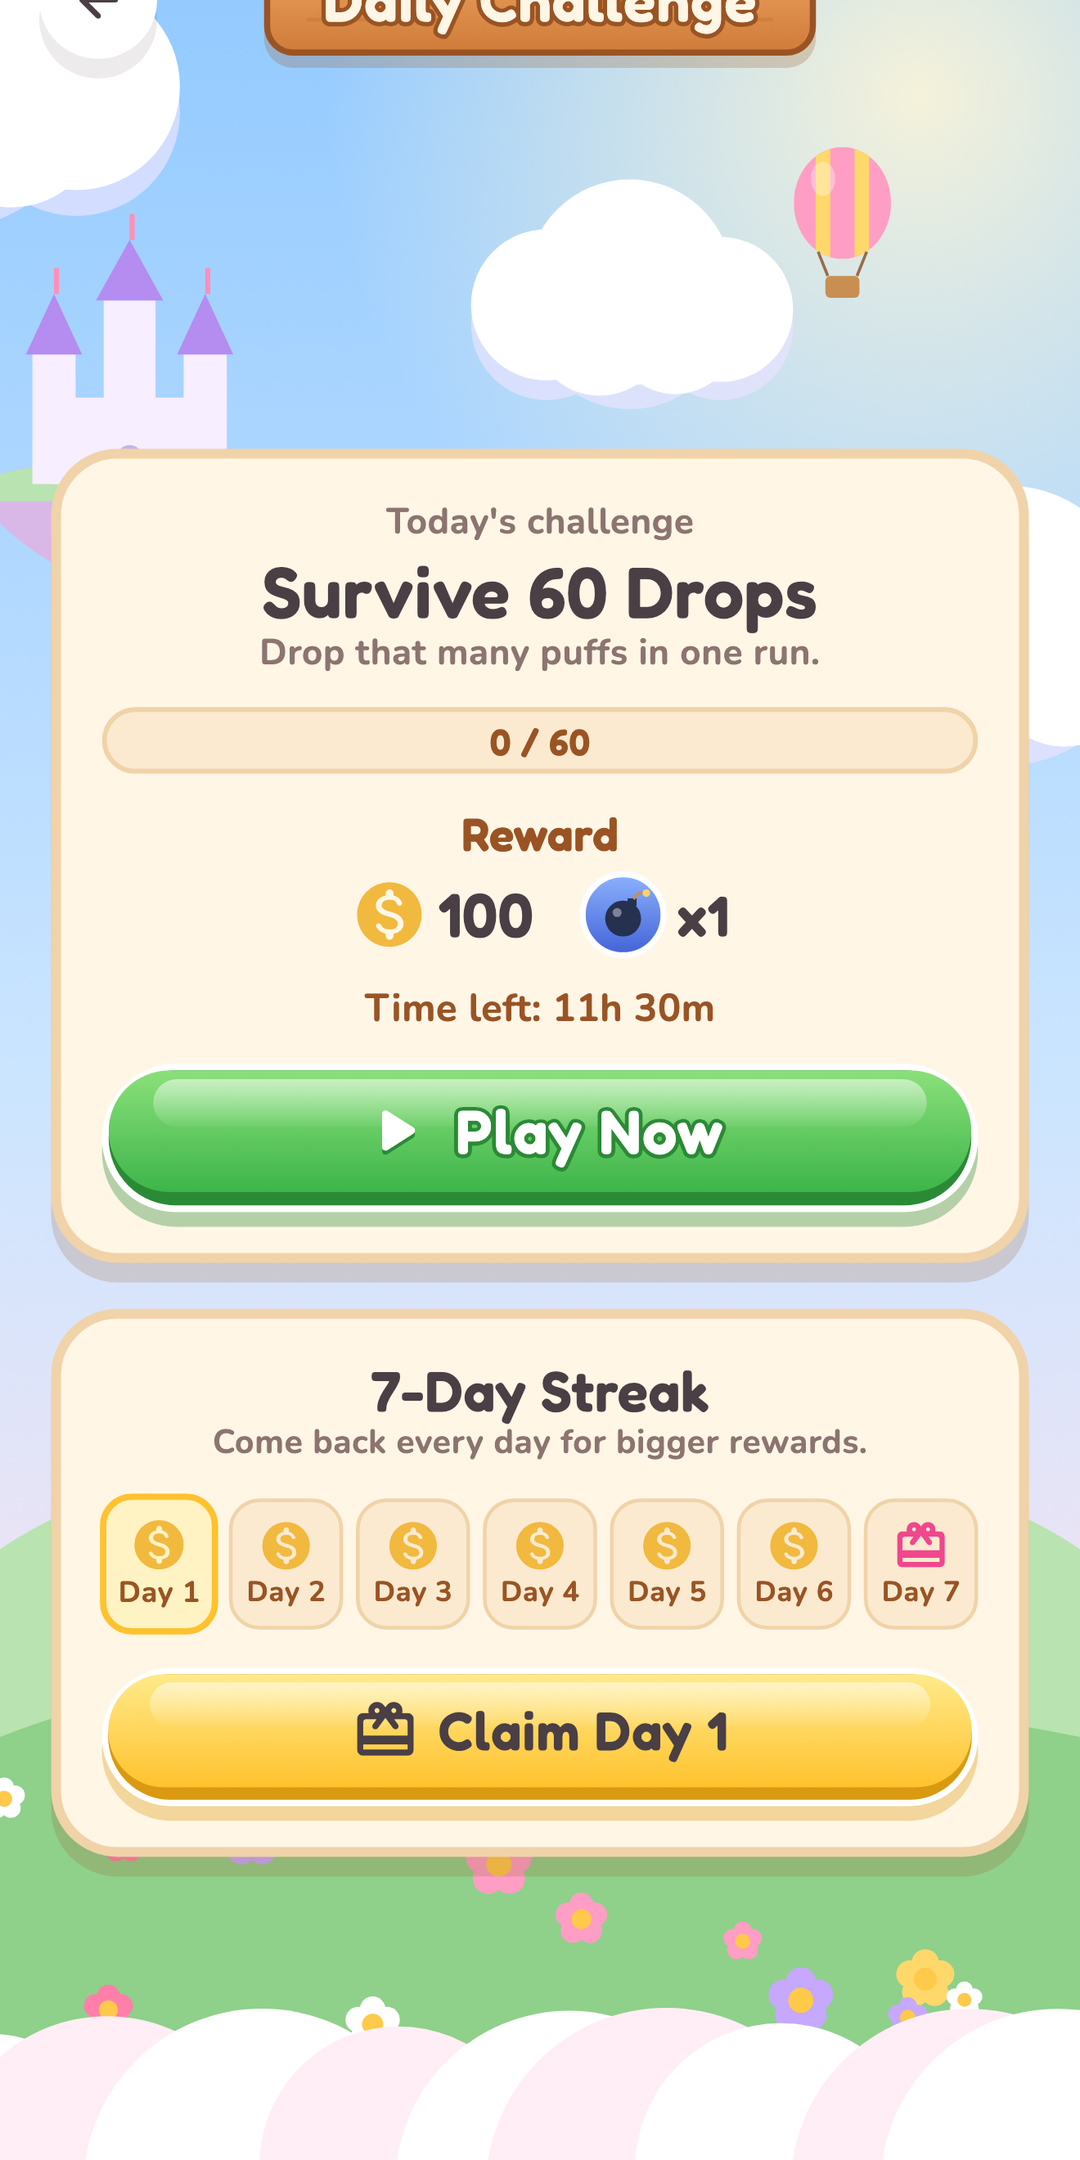 Daily Challenge
Today's challenge
Survive 60 Drops
Drop that many puffs in one run.
0 / 60
Reward
100 x1
Time left: 11h 30m
Play Now
7-Day Streak
Come back every day for bigger rewards.
Day 1 Day 2 Day 3 Day 4 Day 5 Day 6 Day 7
Claim Day 1